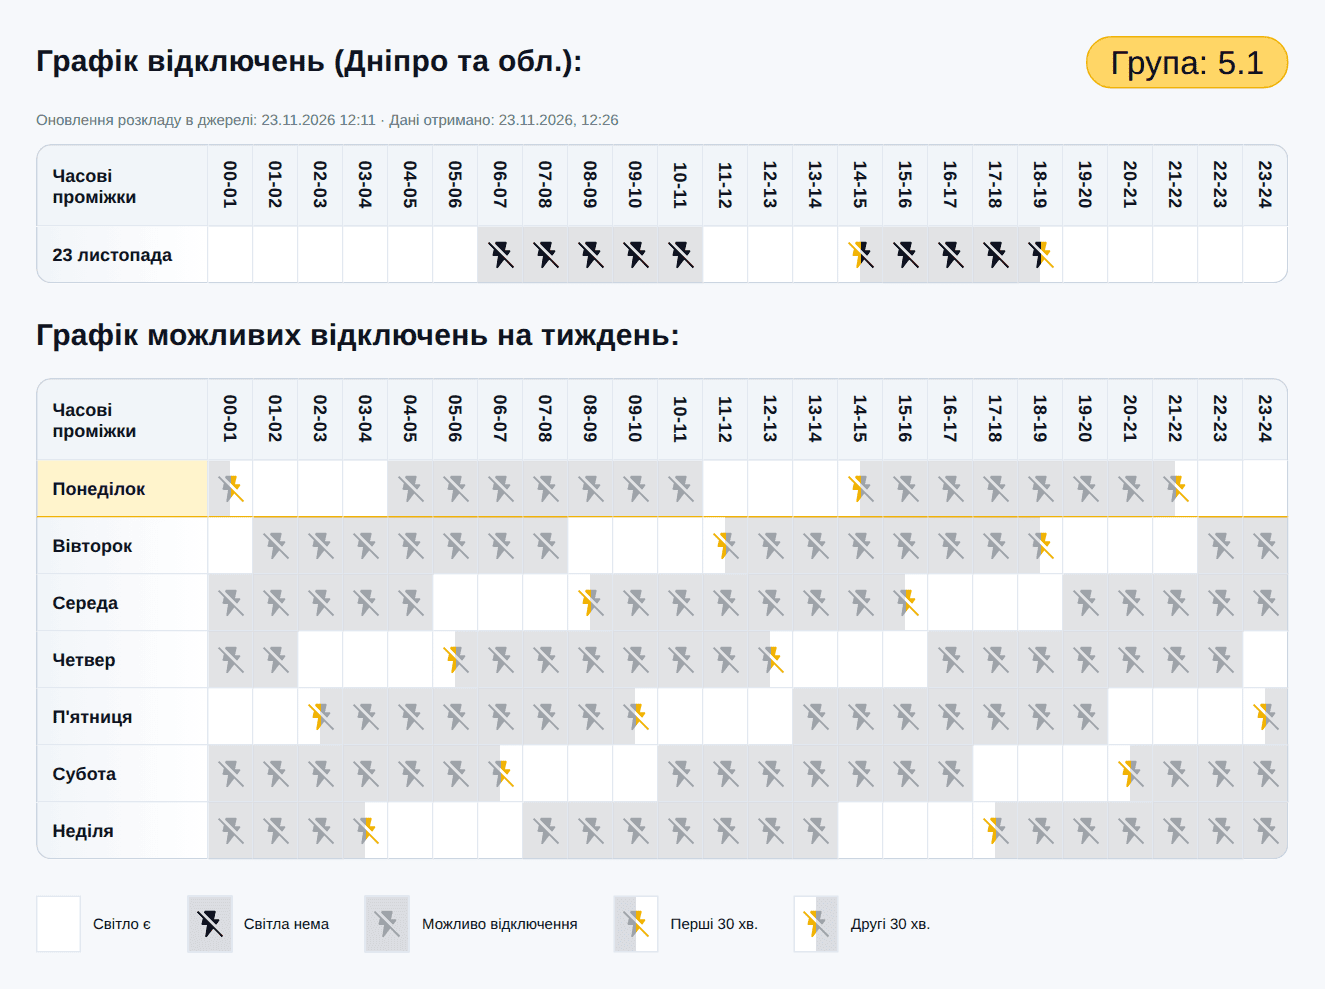 Графік відключень (Дніпро та обл.):
Група: 5.1
Оновлення розкладу в джерелі: 23.11.2026 12:11 · Дані отримано: 23.11.2026, 12:26
Часові проміжки 00-01 01-02 02-03 03-04 04-05 05-06 06-07 07-08 08-09 09-10 10-11 11-12 12-13 13-14 14-15 15-16 16-17 17-18 18-19 19-20 20-21 21-22 22-23 23-24
23 листопада
Графік можливих відключень на тиждень:
Часові проміжки 00-01 01-02 02-03 03-04 04-05 05-06 06-07 07-08 08-09 09-10 10-11 11-12 12-13 13-14 14-15 15-16 16-17 17-18 18-19 19-20 20-21 21-22 22-23 23-24
Понеділок
Вівторок
Середа
Четвер
П'ятниця
Субота
Неділя
Світло є Світла нема Можливо відключення Перші 30 хв. Другі 30 хв.